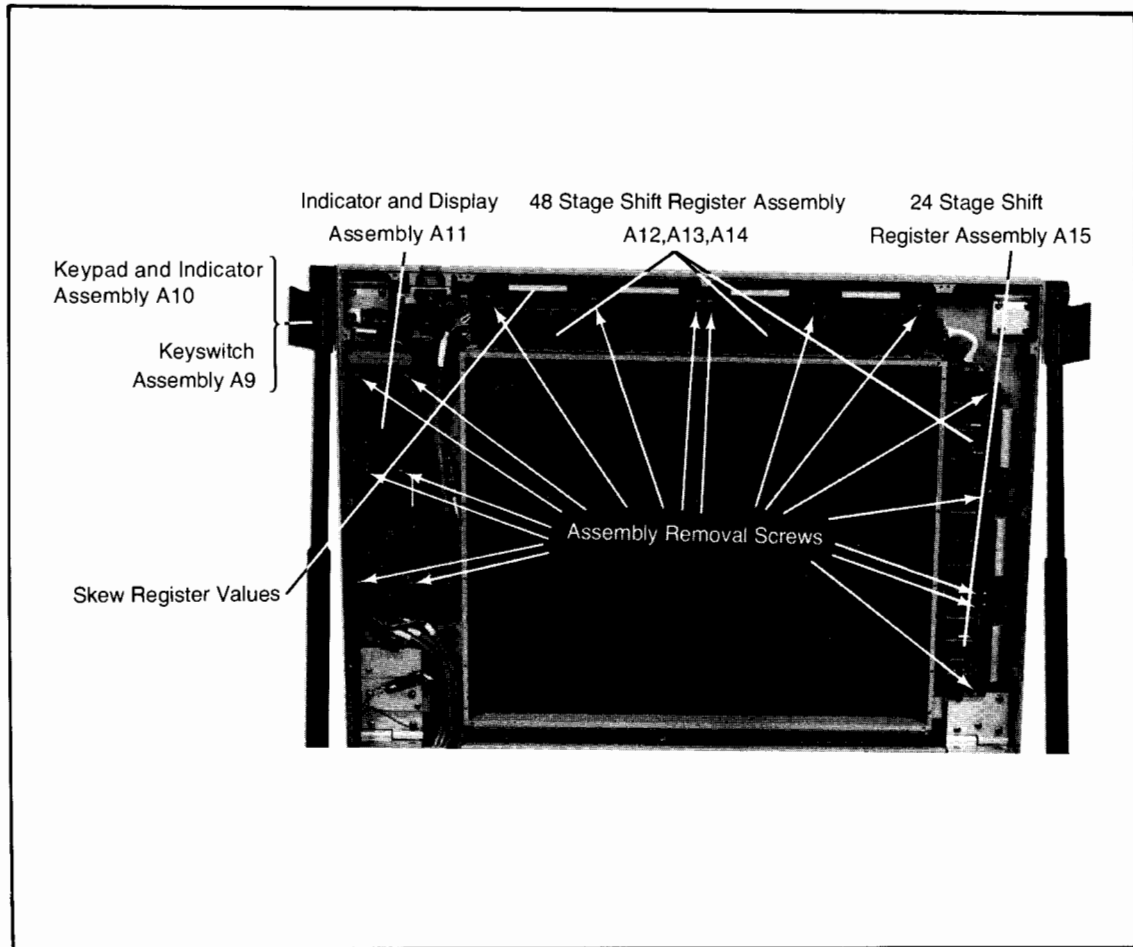 Indicator and Display
Assembly A11
48 Stage Shift Register Assembly
A12,A13,A14
24 Stage Shift
Register Assembly A15
Keypad and Indicator
Assembly A10
Keyswitch
Assembly A9
Assembly Removal Screws
Skew Register Values